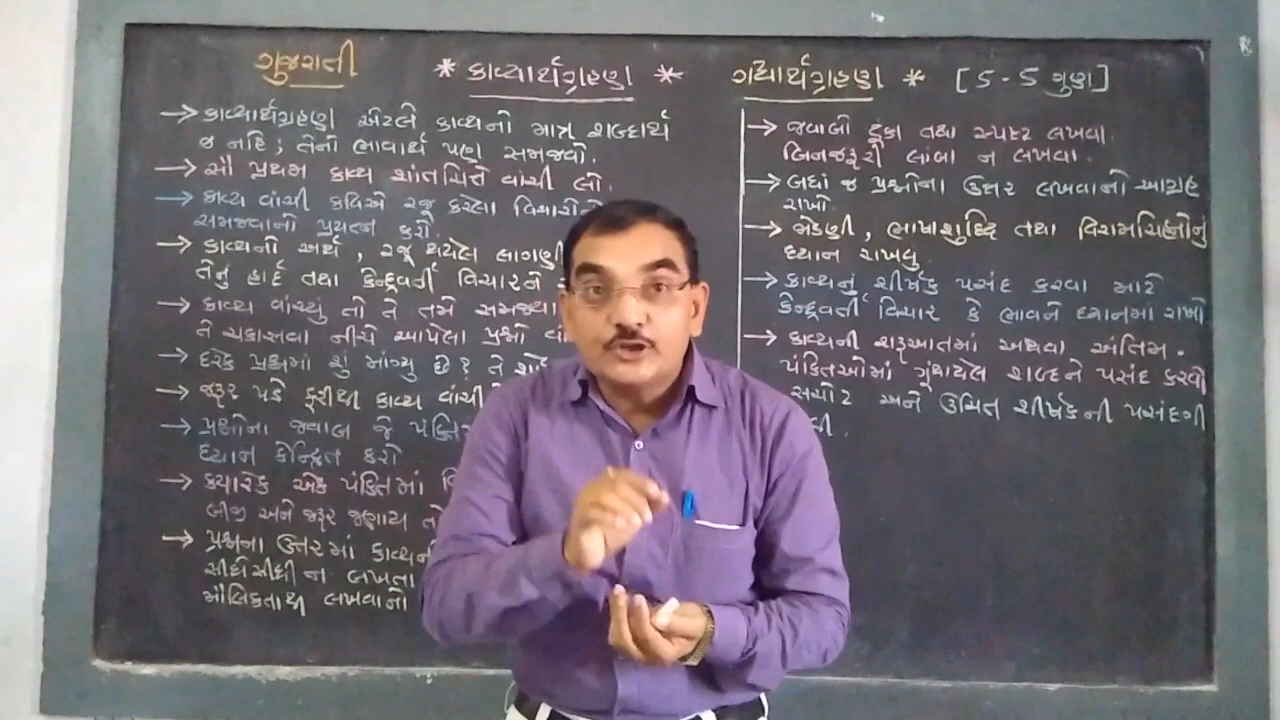 ગુજરાતી
* કાવ્યાર્થગ્રહણ *
ગદ્યાર્થગ્રહણ * [5-5 ગુણ]
→ કાવ્યાર્થગ્રહણ એટલે કાવ્યનો માત્ર શબ્દાર્થ
જ નહિ ; તેનો ભાવાર્થ પણ સમજવો.
→ સૌ પ્રથમ કાવ્ય શાંતચિત્તે વાંચી લો.
→ કાવ્ય વાંચી કવિએ રજૂ કરેલા વિચારોને
સમજવાનો પ્રયત્ન કરો.
→ કાવ્યનો અર્થ , રજૂ થયેલ લાગણી
તેનું હાર્દ તથા કેન્દ્રવર્તી વિચારને
→ કાવ્ય વાંચ્યું તો તે તમે સમજ્યા
તે ચકાસવા નીચે આપેલા પ્રશ્નો
→ દરેક પ્રશ્નમાં શું માંગ્યુ છે ? તે
→ જરૂર પડે ફરીથી કાવ્ય વાંચી
→ પ્રશ્નોના જવાબ જે
ધ્યાન કેન્દ્રિત કરો
→ ક્યારેક એક પંક્તિમાં
બીજી અને જરૂર જણાય તો
→ પ્રશ્નના ઉત્તરમાં કાવ્યની
સીધેસીધી ન લખતા
મૌલિકતાથી લખવાનો
→ જવાબો ટૂંકા તથા સ્પષ્ટ લખવા.
બિનજરૂરી લાંબા ન લખવા.
→ બધાં જ પ્રશ્નોના ઉત્તર લખવાનો આગ્રહ
રાખો.
→ જોડણી , ભાષાશુદ્ધિ તથા વિરામચિહ્નોનું
ધ્યાન રાખવુ
→ કાવ્યનું શીર્ષક પસંદ કરવા માટે
કેન્દ્રવર્તી વિચાર કે ભાવને ધ્યાનમાં રાખો
→ કાવ્યની શરૂઆતમાં અથવા અંતિમ.
પંક્તિઓમાં ગૂંથાયેલ શબ્દને પસંદ કરવો
સચોટ અને ઉચિત શીર્ષકની પસંદગી